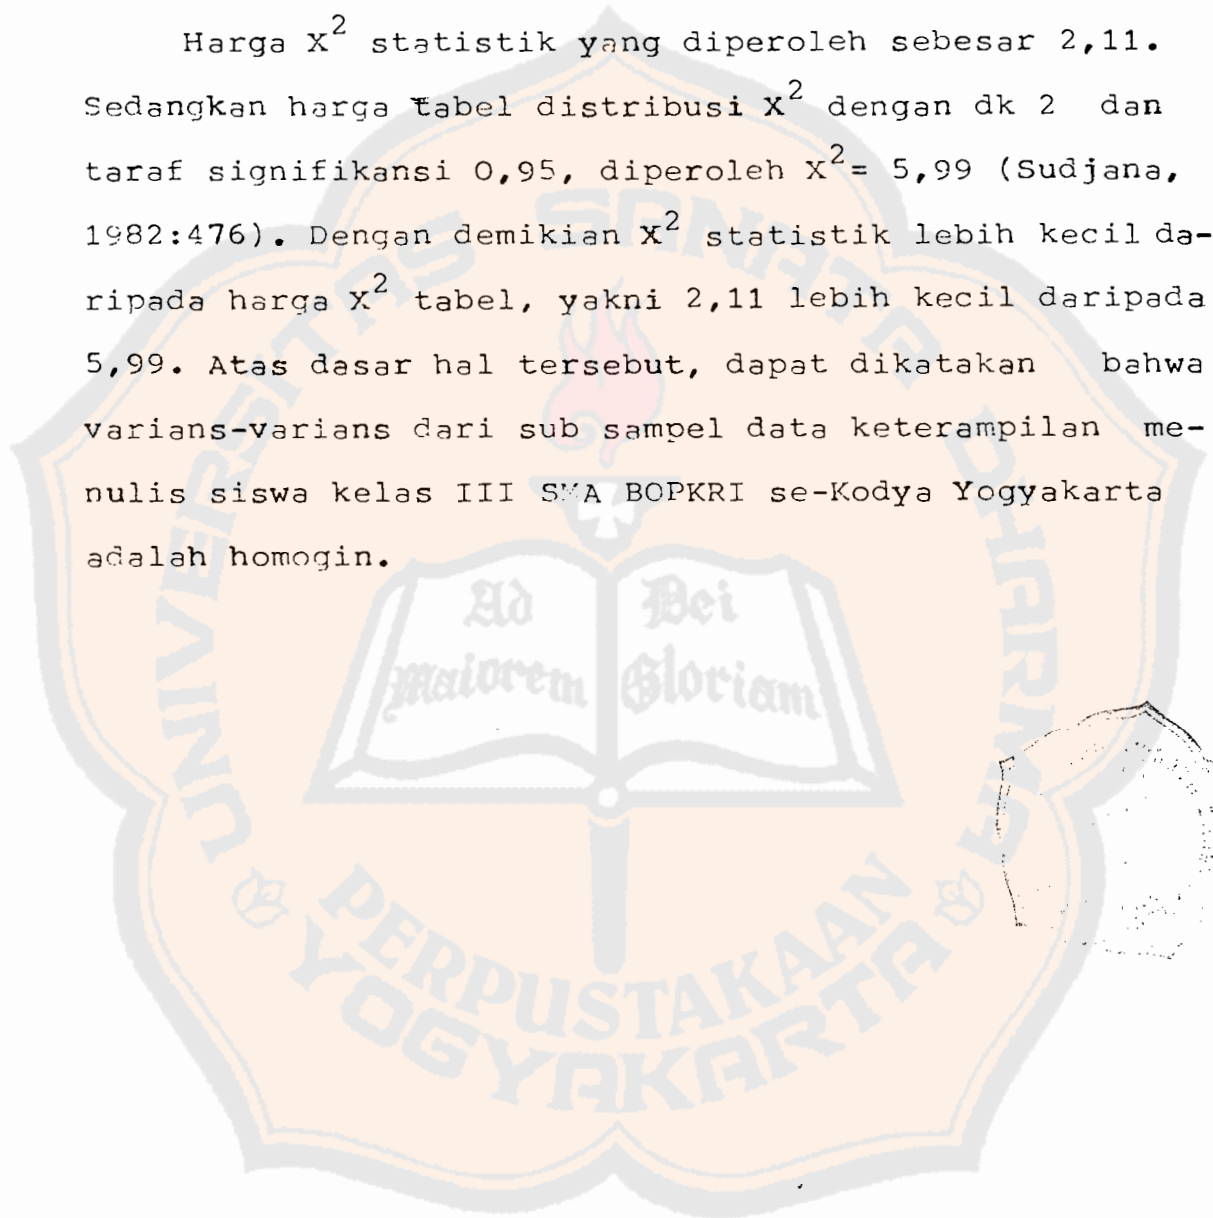 Harga X² statistik yang diperoleh sebesar 2,11.
Sedangkan harga tabel distribusi X² dengan dk 2 dan
taraf signifikansi 0,95, diperoleh X²= 5,99 (Sudjana,
1982:476). Dengan demikian X² statistik lebih kecil da-
ripada harga X² tabel, yakni 2,11 lebih kecil daripada
5,99. Atas dasar hal tersebut, dapat dikatakan bahwa
varians-varians dari sub sampel data keterampilan me-
nulis siswa kelas III SMA BOPKRI se-Kodya Yogyakarta
adalah homogin.
UNIVERSITAS SANATA DHARMA
Ad Dei
Maiorem Gloriam
PERPUSTAKAAN
YOGYAKARTA